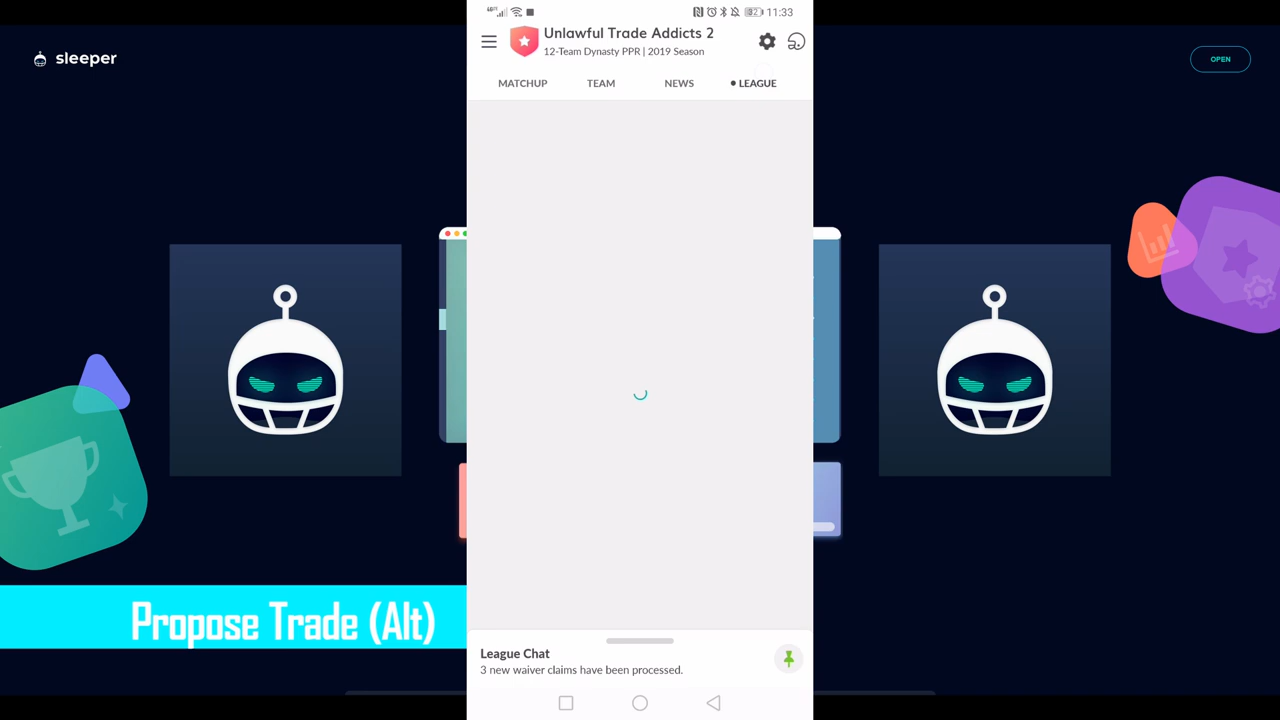 sleeper
OPEN
11:33
Unlawful Trade Addicts 2
12-Team Dynasty PPR | 2019 Season
MATCHUP TEAM NEWS LEAGUE
Propose Trade (Alt)
League Chat
3 new waiver claims have been processed.